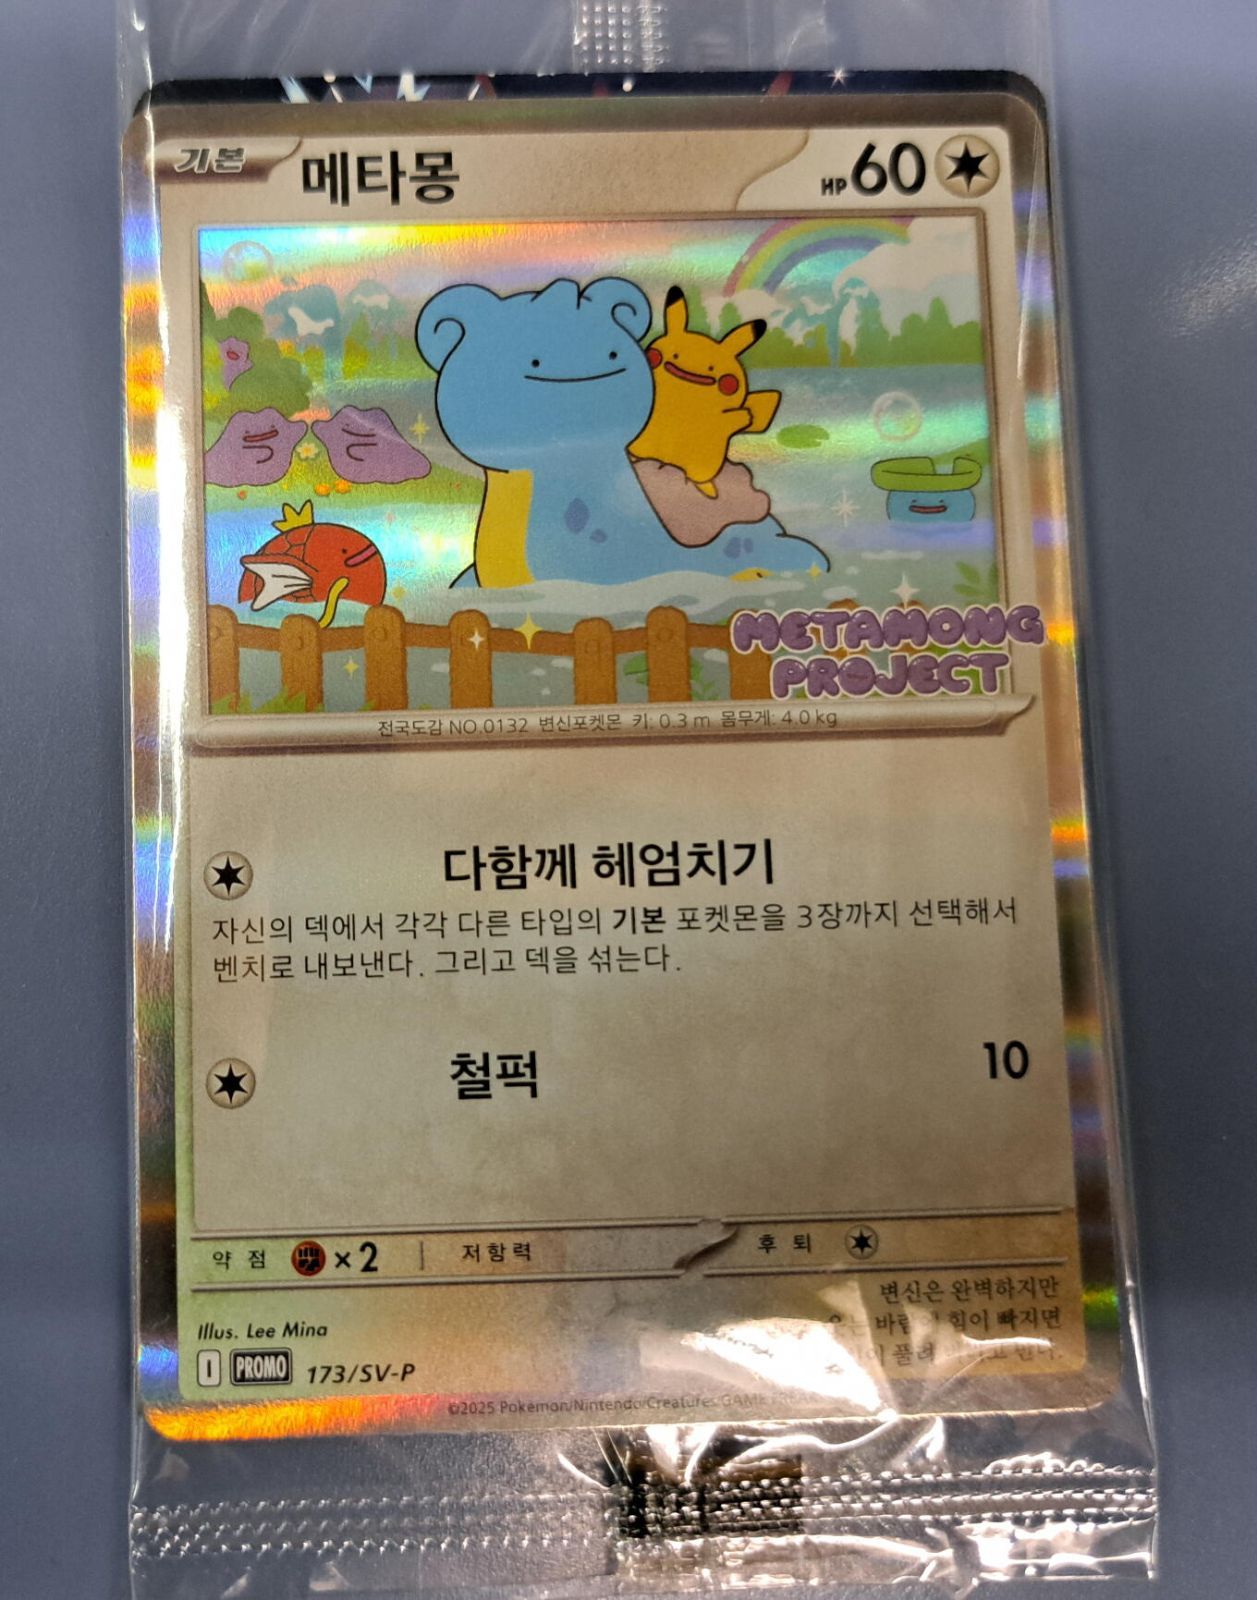 기본
메타몽
HP 60
METAMONG
PROJECT
전국도감 NO.0132 변신포켓몬 키: 0.3 m 몸무게: 4.0 kg
다함께 헤엄치기
자신의 덱에서 각각 다른 타입의 기본 포켓몬을 3장까지 선택해서
벤치로 내보낸다. 그리고 덱을 섞는다.
철퍽 10
약점 ×2 저항력 후퇴
변신은 완벽하지만
힘이 빠지면
Illus. Lee Mina
I PROMO 173/SV-P
©2025 Pokémon/Nintendo/Creatures/GAME